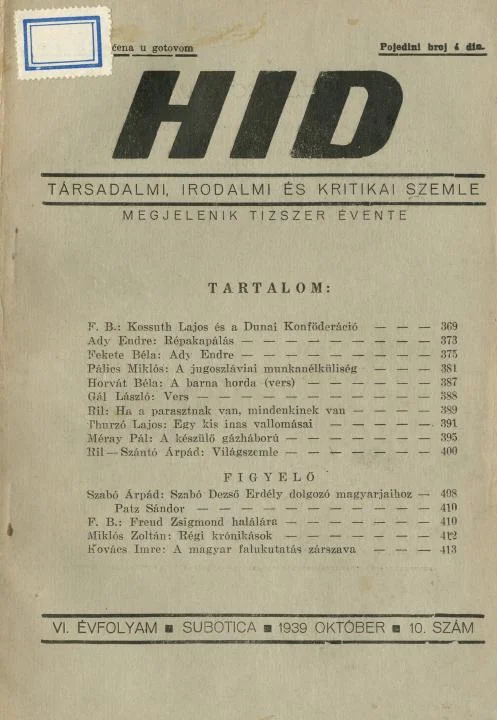 ćena u gotovom
Pojedini broj 4 din.
HID
TÁRSADALMI, IRODALMI ÉS KRITIKAI SZEMLE
MEGJELENIK TIZSZER ÉVENTE
TARTALOM:
F. B.: Kossuth Lajos és a Dunai Konföderáció — — — 369
Ady Endre: Répakapálás — — — — — — — — — 373
Fekete Béla: Ady Endre — — — — — — — — — 375
Pálics Miklós: A jugoszláviai munkanélküliség — — — — 381
Horvát Béla: A barna horda (vers) — — — — — — 387
Gál László: Vers — — — — — — — — — — — 388
Ril: Ha a parasztnak van, mindenkinek van — — — — 389
Thurzó Lajos: Egy kis inas vallomásai — — — — — 391
Méray Pál: A készülő gázháború — — — — — — — 395
Ril — Szántó Árpád: Világszemle — — — — — — — 400
FIGYELŐ
Szabó Árpád: Szabó Dezső Erdély dolgozó magyarjaihoz — 408
Patz Sándor — — — — — — — — — — — 410
F. B.: Freud Zsigmond halálára — — — — — — — 410
Miklós Zoltán: Régi krónikások — — — — — — — 412
Kovács Imre: A magyar falukutatás zárszava — — — 413
VI. ÉVFOLYAM ■ SUBOTICA ■ 1939 OKTÓBER ■ 10. SZÁM